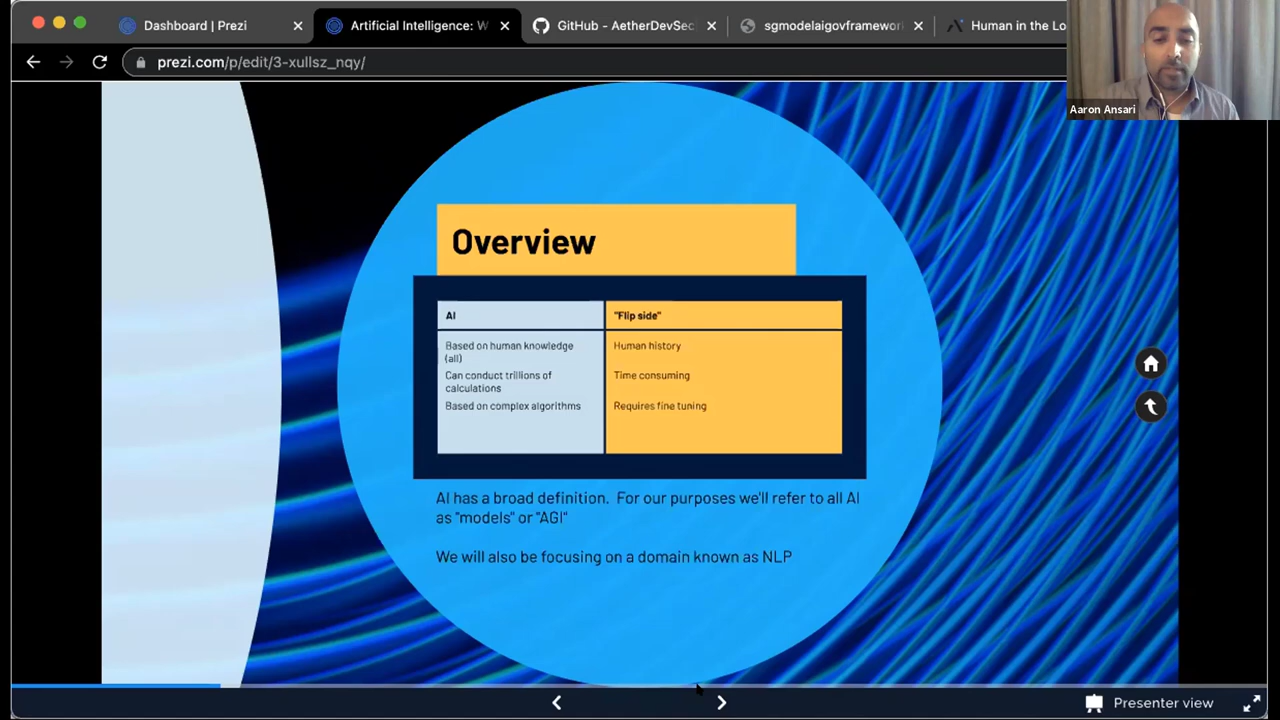 Dashboard | Prezi
Artificial Intelligence: W
GitHub - AetherDevSec
sgmodelaigovframework
Human in the Lo
prezi.com/p/edit/3-xullsz_nqy/
Aaron Ansari
Overview
AI
"Flip side"
Based on human knowledge
(all)
Human history
Can conduct trillions of
calculations
Time consuming
Based on complex algorithms
Requires fine tuning
AI has a broad definition. For our purposes we'll refer to all AI
as "models" or "AGI"
We will also be focusing on a domain known as NLP
Presenter view